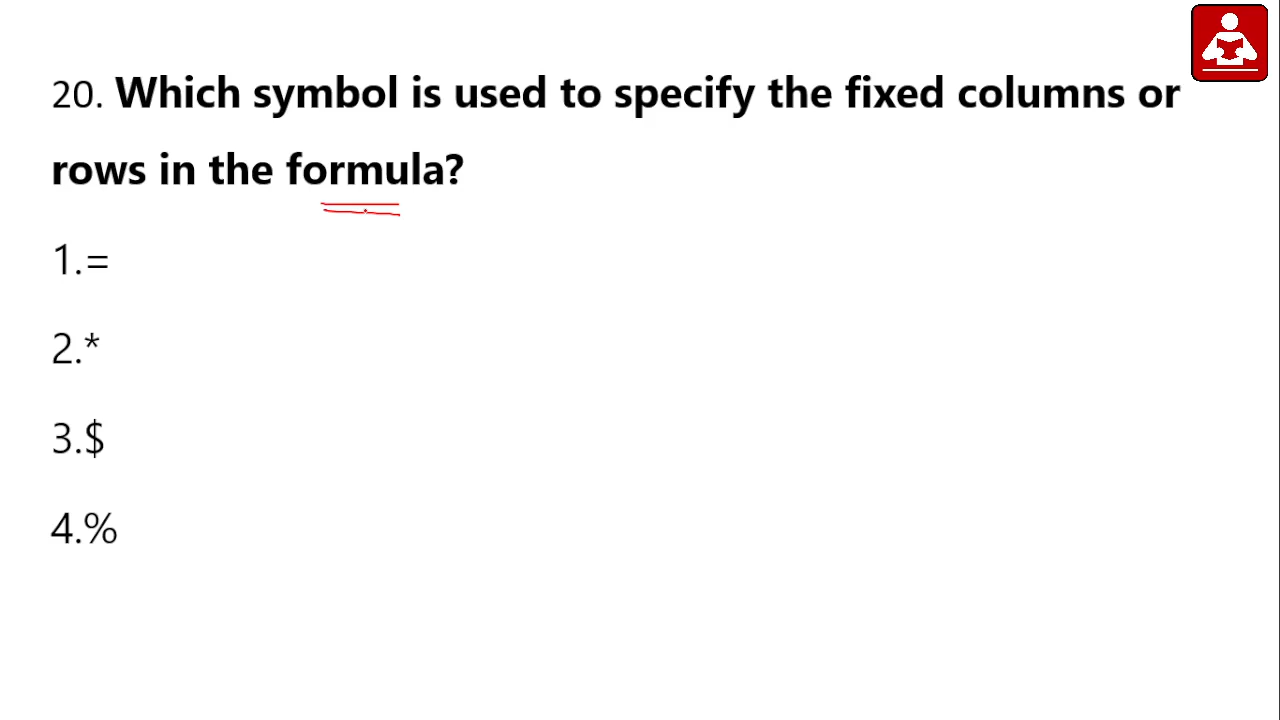 20. Which symbol is used to specify the fixed columns or
rows in the formula?
1.=
2.*
3.$
4.%